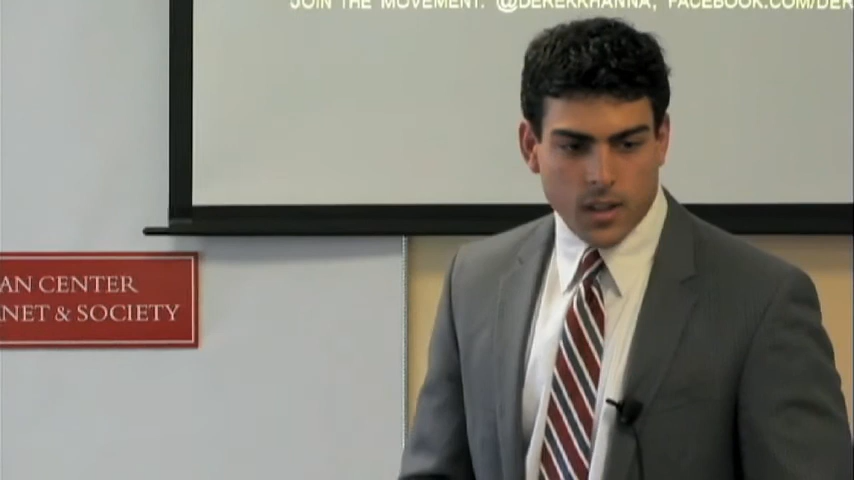 JOIN THE MOVEMENT: @DEREKKHANNA, FACEBOOK.COM/DER
AN CENTER
NET & SOCIETY